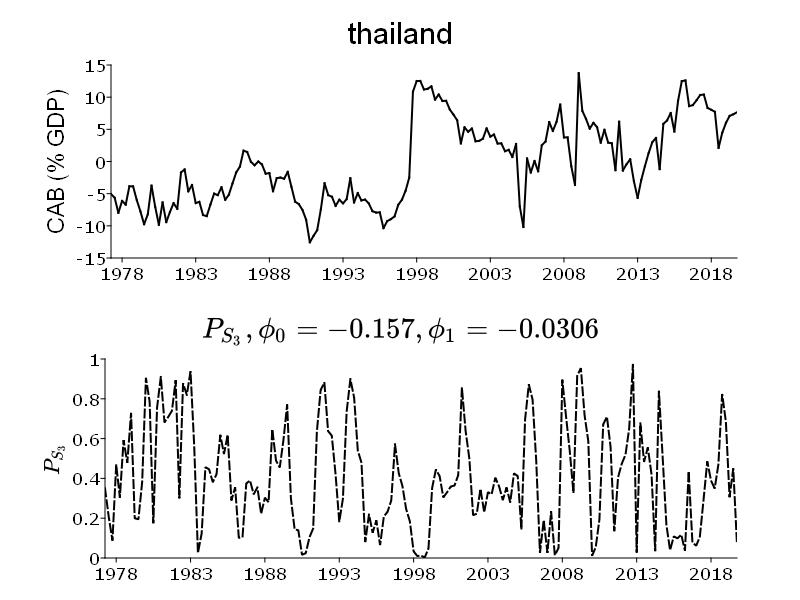 thailand
CAB (% GDP)
15
10
5
0
-5
-10
-15
1978 1983 1988 1993 1998 2003 2008 2013 2018
P_{S_3}, ϕ_0 = −0.157, ϕ_1 = −0.0306
P_{S_3}
1
0.8
0.6
0.4
0.2
0
1978 1983 1988 1993 1998 2003 2008 2013 2018